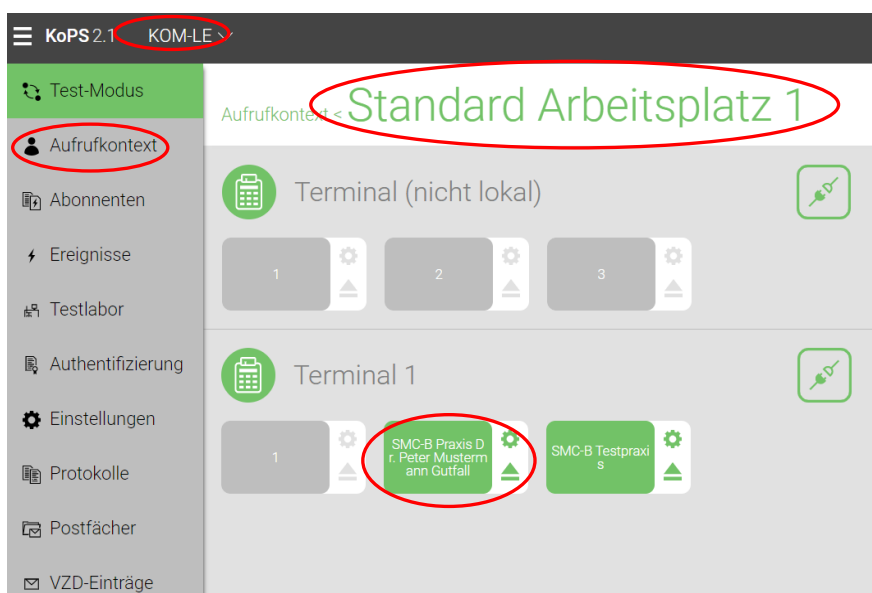 KoPS 2.1 KOM-LE
Test-Modus
Aufrufkontext
Abonnenten
Ereignisse
Testlabor
Authentifizierung
Einstellungen
Protokolle
Postfächer
VZD-Einträge
Aufrufkontext < Standard Arbeitsplatz 1
Terminal (nicht lokal)
1 2 3
Terminal 1
1
SMC-B Praxis D
r. Peter Musterm
ann Gutfall
SMC-B Testpraxi
s